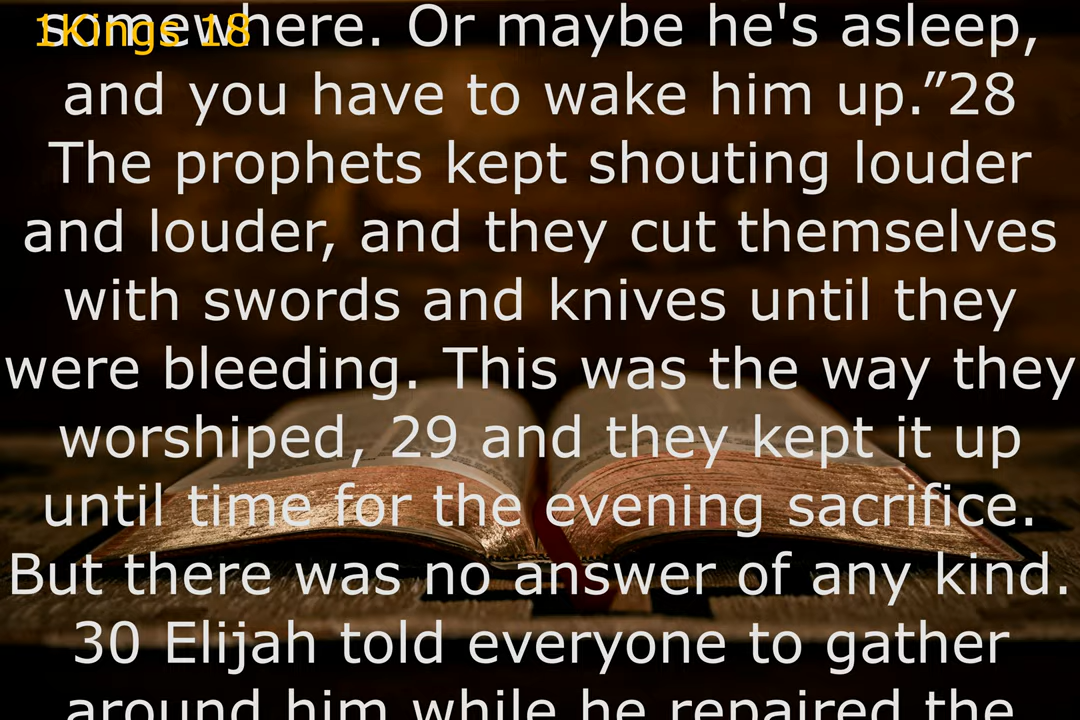 1Kings 18
somewhere. Or maybe he's asleep,
and you have to wake him up.”28
The prophets kept shouting louder
and louder, and they cut themselves
with swords and knives until they
were bleeding. This was the way they
worshiped, 29 and they kept it up
until time for the evening sacrifice.
But there was no answer of any kind.
30 Elijah told everyone to gather
around him while he repaired the